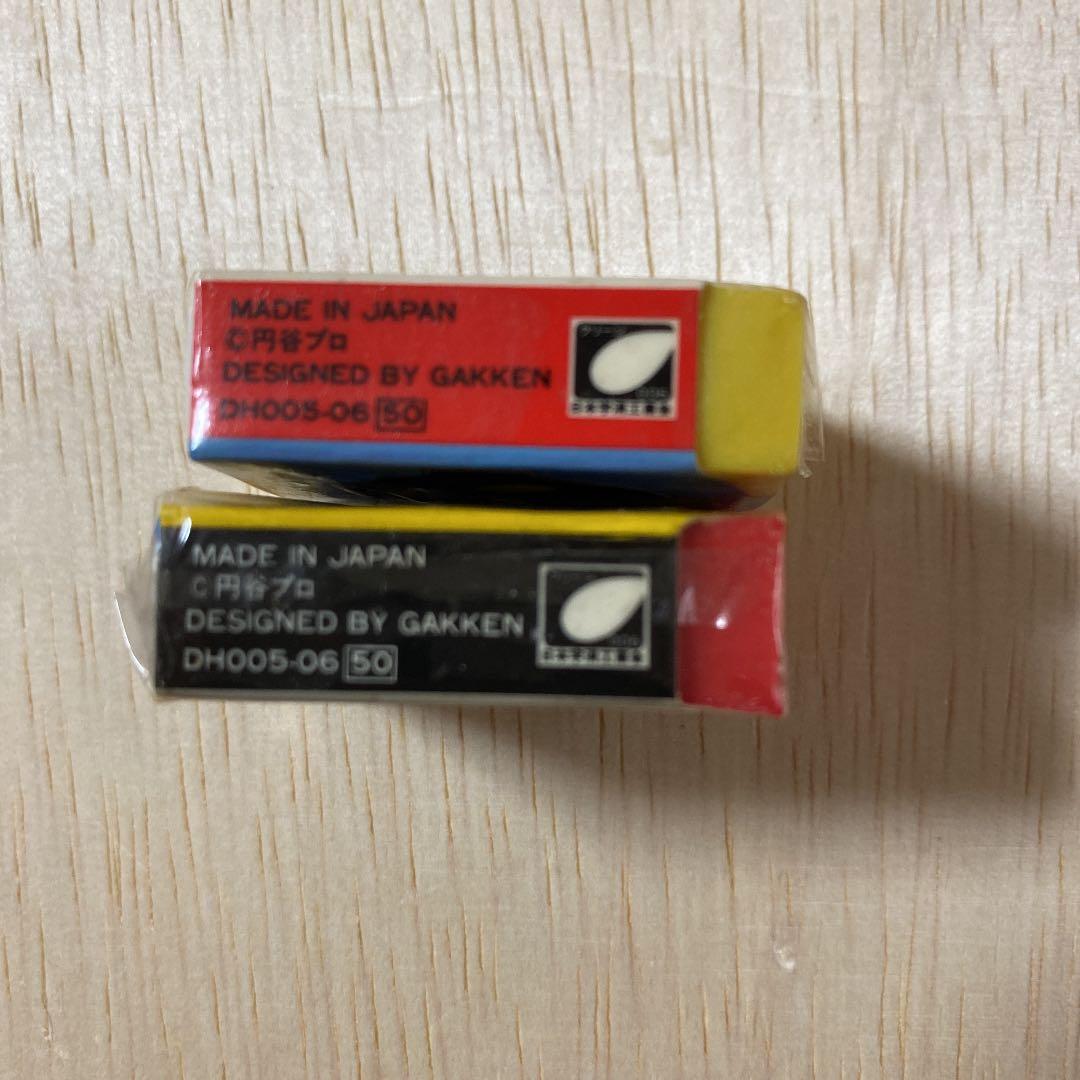 MADE IN JAPAN
©円谷プロ
DESIGNED BY GAKKEN
DH005-06 50
MADE IN JAPAN
C 円谷プロ
DESIGNED BY GAKKEN
DH005-06 50